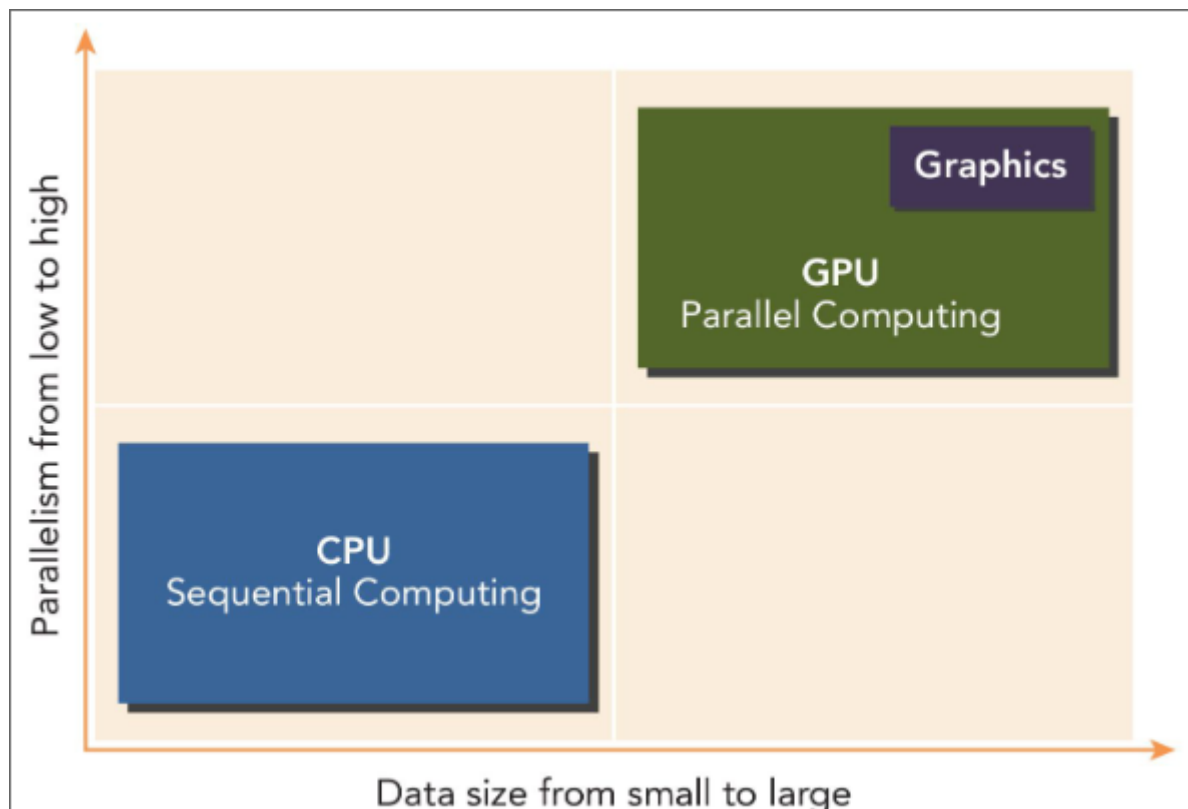 Parallelism from low to high
Graphics
GPU
Parallel Computing
CPU
Sequential Computing
Data size from small to large